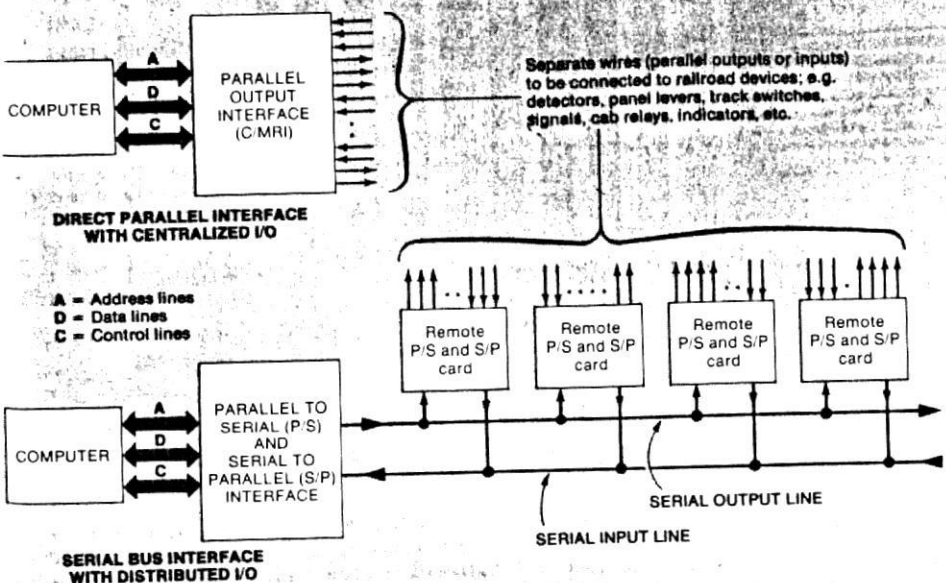 A
D
C
COMPUTER
PARALLEL
OUTPUT
INTERFACE
(C/MRI)
Separate wires (parallel outputs or inputs)
to be connected to railroad devices; e.g.
detectors, panel levers, track switches,
signals, cab relays, indicators, etc.
DIRECT PARALLEL INTERFACE
WITH CENTRALIZED I/O
A = Address lines
D = Data lines
C = Control lines
Remote
P/S and S/P
card
Remote
P/S and S/P
card
Remote
P/S and S/P
card
Remote
P/S and S/P
card
A
D
C
COMPUTER
PARALLEL TO
SERIAL (P/S)
AND
SERIAL TO
PARALLEL (S/P)
INTERFACE
SERIAL OUTPUT LINE
SERIAL INPUT LINE
SERIAL BUS INTERFACE
WITH DISTRIBUTED I/O